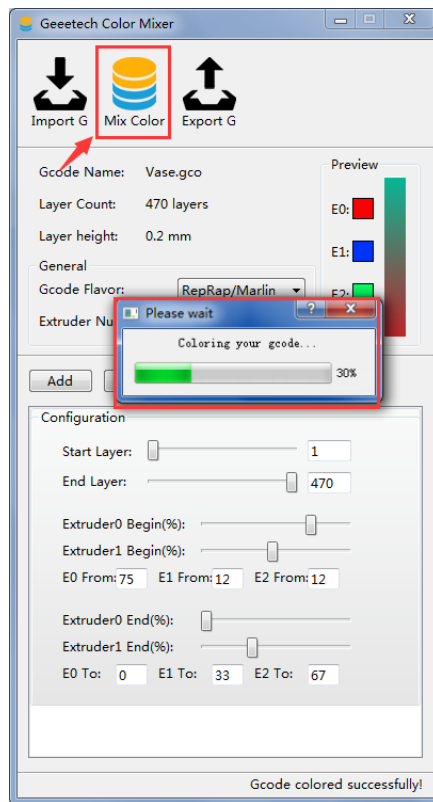 Geeetech Color Mixer
Import G Mix Color Export G
Gcode Name: Vase.gco
Layer Count: 470 layers
Layer height: 0.2 mm
Preview
E0:
E1:
E2:
General
Gcode Flavor: RepRap/Marlin
Extruder Nu
Please wait
Coloring your gcode...
30%
Add
Configuration
Start Layer: 1
End Layer: 470
Extruder0 Begin(%):
Extruder1 Begin(%):
E0 From: 75 E1 From: 12 E2 From: 12
Extruder0 End(%):
Extruder1 End(%):
E0 To: 0 E1 To: 33 E2 To: 67
Gcode colored successfully!